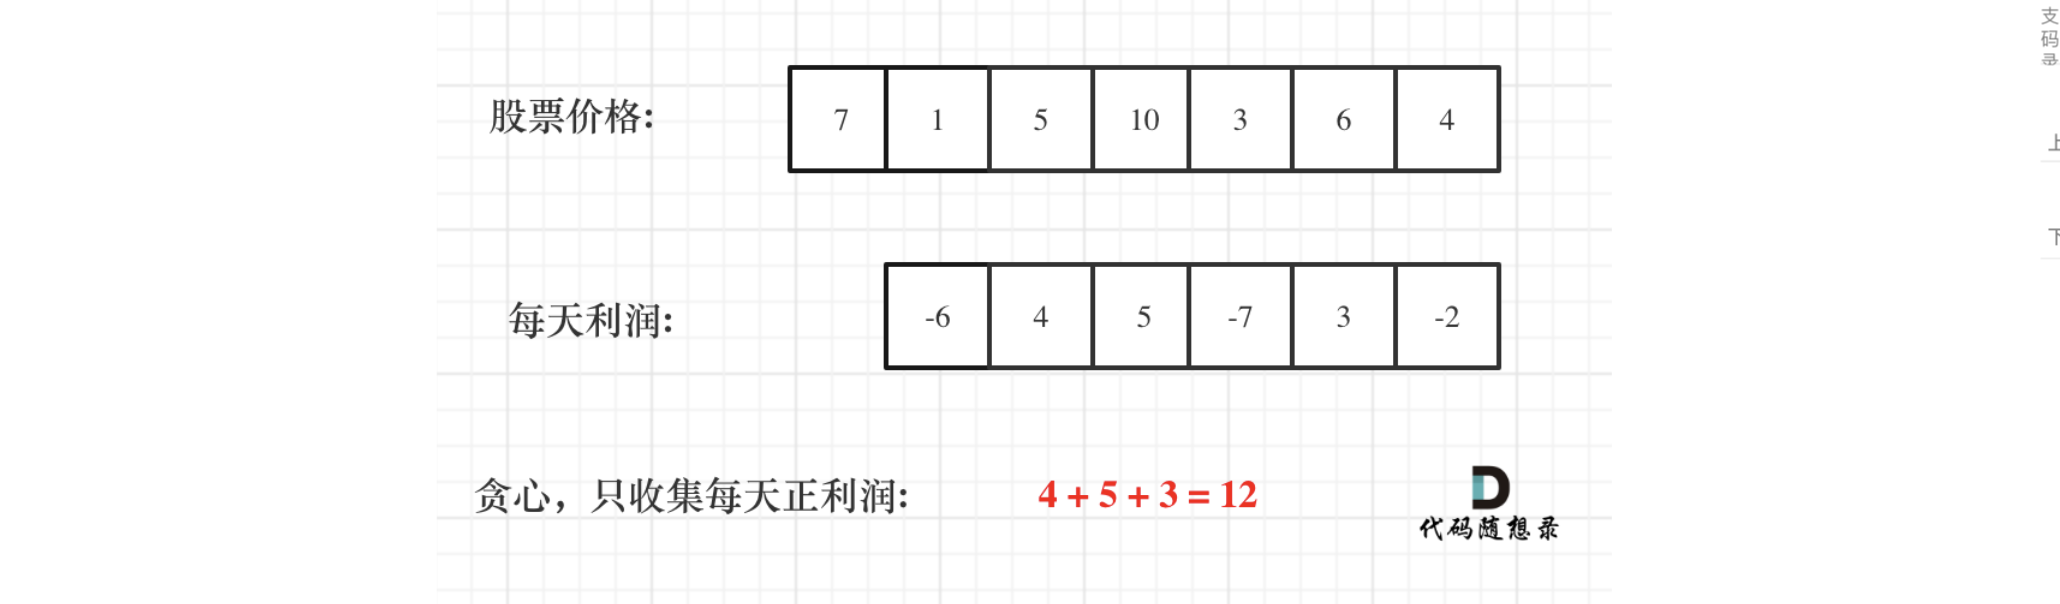 股票价格:
7 1 5 10 3 6 4
每天利润:
-6 4 5 -7 3 -2
贪心，只收集每天正利润:
4 + 5 + 3 = 12
代码随想录
支
码
录
上
下